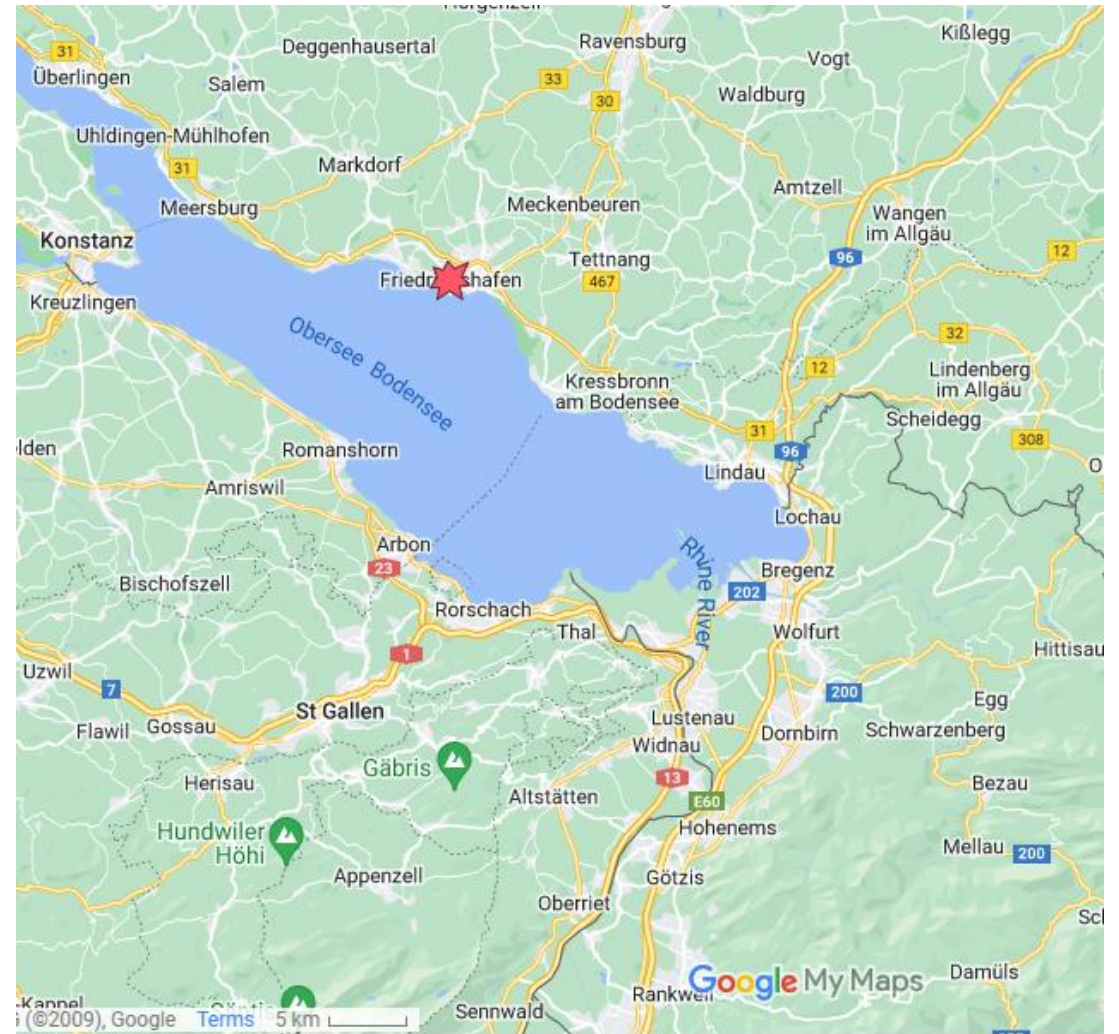 31
Überlingen
Deggenhausertal
Salem
Ravensburg
33
30
Vogt
Kißlegg
Waldburg
Uhldingen-Mühlhofen
31
Markdorf
Meersburg
Meckenbeuren
Amtzell
Wangen
im Allgäu
Konstanz
Tettnang
467
96
12
Kreuzlingen
Obersee Bodensee
Kressbronn
am Bodensee
32
12
Lindenberg
im Allgäu
Scheidegg
31
308
96
Romanshorn
Lindau
Amriswil
Lochau
Arbon
23
Rhine River
Bregenz
Bischofszell
202
Rorschach
Thal
Wolfurt
Hittisau
1
Uzwil
7
200
Egg
St Gallen
Flawil
Gossau
Lustenau
Widnau
Dornbirn
Schwarzenberg
Gäbris
Herisau
13
Altstätten
E60
Bezau
Hundwiler
Höhi
Hohenems
Mellau
200
Appenzell
Götzis
Oberriet
Google My Maps
Damüls
(©2009), Google
Terms
5 km
Sennwald